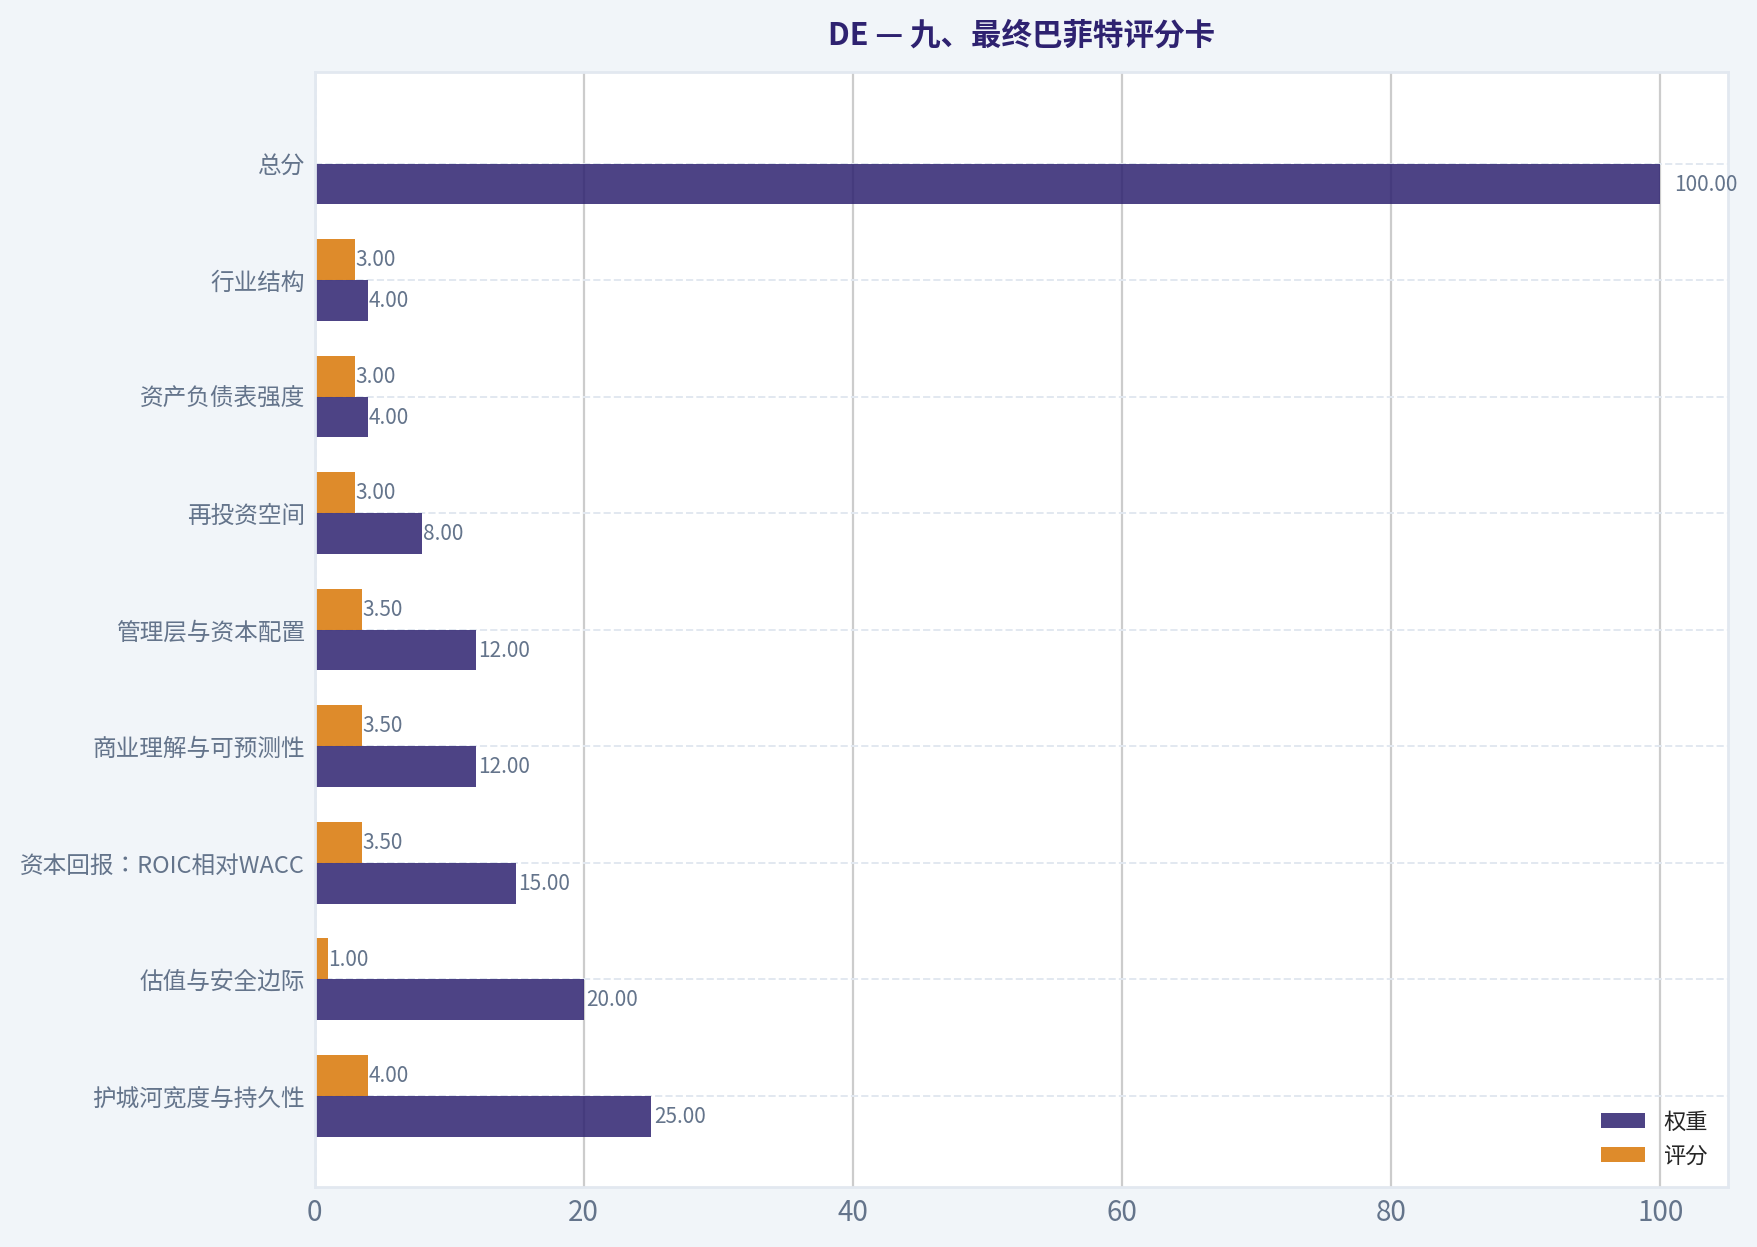 DE — 九、最终巴菲特评分卡
总分
100.00
行业结构
3.00
4.00
资产负债表强度
3.00
4.00
再投资空间
3.00
8.00
管理层与资本配置
3.50
12.00
商业理解与可预测性
3.50
12.00
资本回报：ROIC相对WACC
3.50
15.00
估值与安全边际
1.00
20.00
护城河宽度与持久性
4.00
25.00
权重
评分
0 20 40 60 80 100